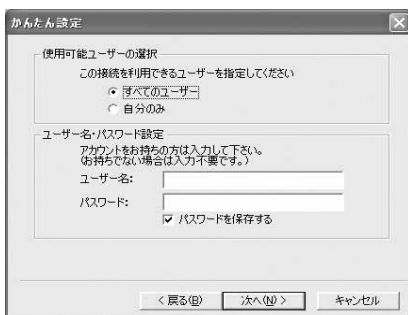 かんたん設定
使用可能ユーザーの選択
この接続を利用できるユーザーを指定してください
すべてのユーザー
自分のみ
ユーザー名・パスワード設定
アカウントをお持ちの方は入力して下さい。
(お持ちでない場合は入力不要です。)
ユーザー名:
パスワード:
パスワードを保存する
< 戻る(B)
次へ(N) >
キャンセル